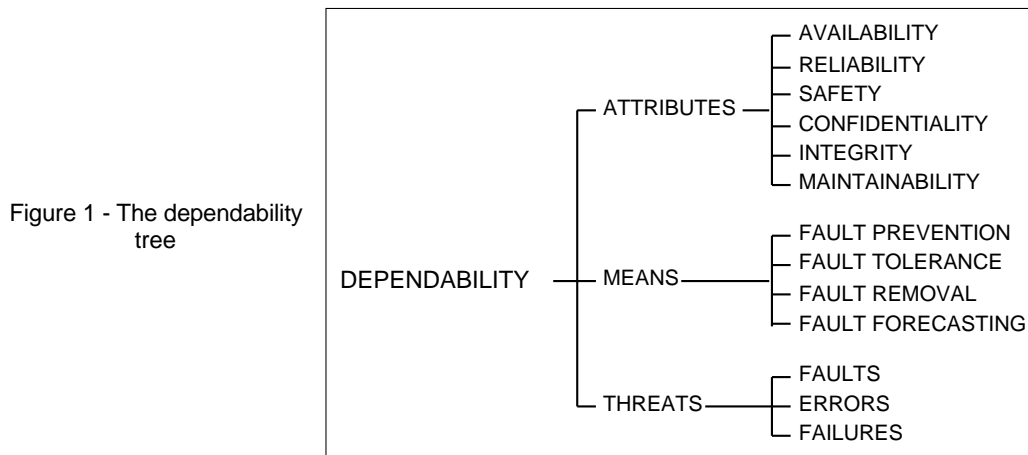 Figure 1 - The dependability
tree
DEPENDABILITY
ATTRIBUTES
AVAILABILITY
RELIABILITY
SAFETY
CONFIDENTIALITY
INTEGRITY
MAINTAINABILITY
MEANS
FAULT PREVENTION
FAULT TOLERANCE
FAULT REMOVAL
FAULT FORECASTING
THREATS
FAULTS
ERRORS
FAILURES